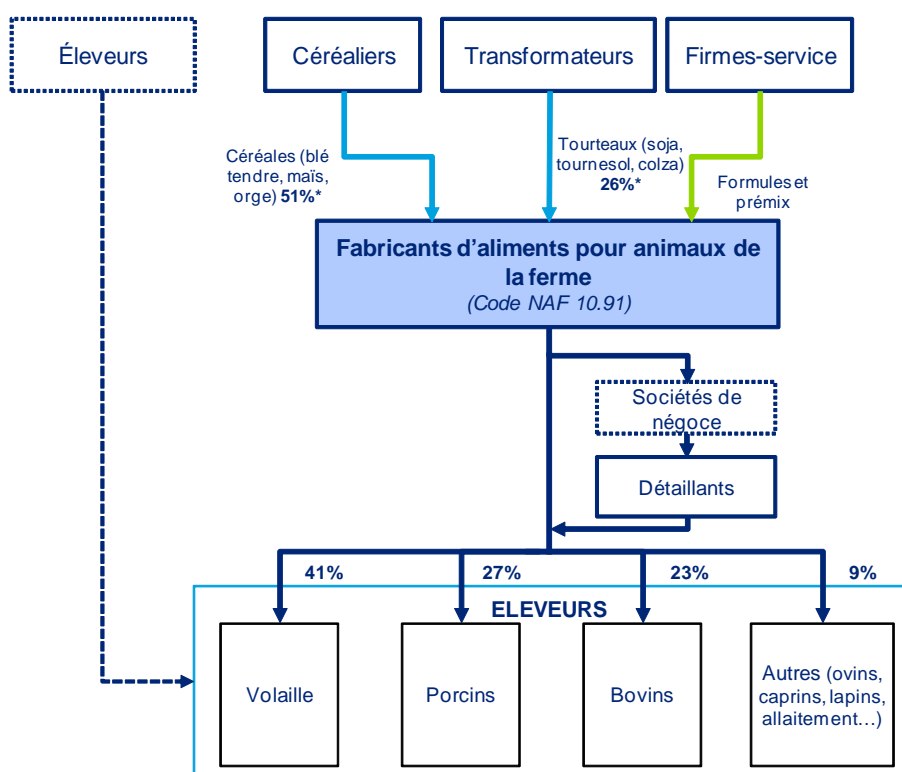 Éleveurs
Céréaliers
Transformateurs
Firmes-service
Céréales (blé
tendre, maïs,
orge) 51%*
Tourteaux (soja,
tournesol, colza)
26%*
Formules et
prémix
Fabricants d'aliments pour animaux de
la ferme
(Code NAF 10.91)
Sociétés de
négoce
Détaillants
41%
27%
23%
9%
ELEVEURS
Volaille
Porcins
Bovins
Autres (ovins,
caprins, lapins,
allaitement…)